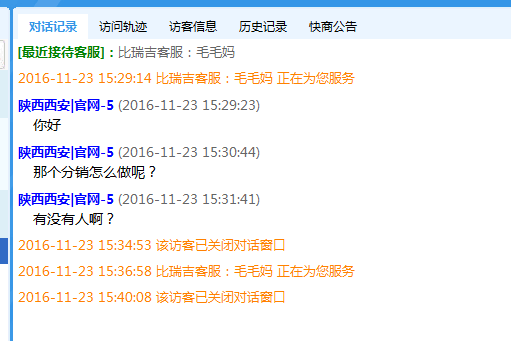 对话记录 访问轨迹 访客信息 历史记录 快商公告
[最近接待客服]：比瑞吉客服：毛毛妈
2016-11-23 15:29:14 比瑞吉客服：毛毛妈 正在为您服务
陕西西安|官网-5 (2016-11-23 15:29:23)
你好
陕西西安|官网-5 (2016-11-23 15:30:44)
那个分销怎么做呢？
陕西西安|官网-5 (2016-11-23 15:31:41)
有没有人啊？
2016-11-23 15:34:53 该访客已关闭对话窗口
2016-11-23 15:36:58 比瑞吉客服：毛毛妈 正在为您服务
2016-11-23 15:40:08 该访客已关闭对话窗口